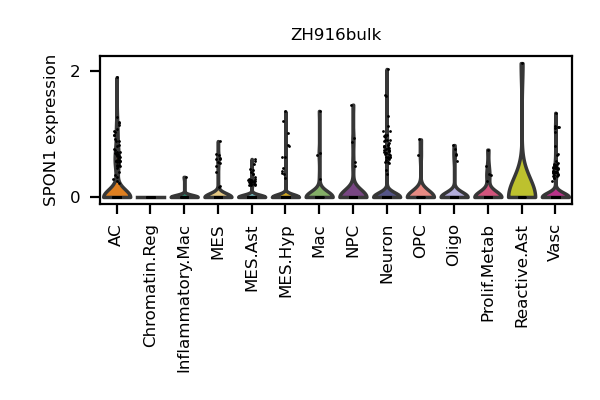 ZH916bulk
SPON1 expression
2
0
AC
Chromatin.Reg
Inflammatory.Mac
MES
MES.Ast
MES.Hyp
Mac
NPC
Neuron
OPC
Oligo
Prolif.Metab
Reactive.Ast
Vasc